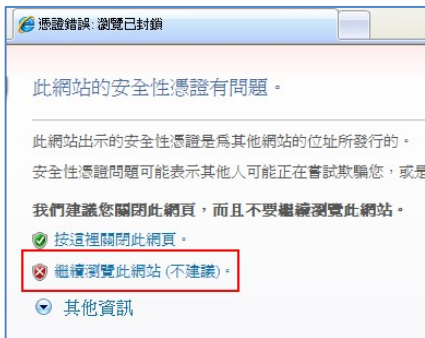 憑證錯誤: 瀏覽已封鎖
此網站的安全性憑證有問題。
此網站出示的安全性憑證是為其他網站的位址所發行的。
安全性憑證問題可能表示其他人可能正在嘗試欺騙您，或是
我們建議您關閉此網頁，而且不要繼續瀏覽此網站。
按這裡關閉此網頁。
繼續瀏覽此網站 (不建議)。
其他資訊